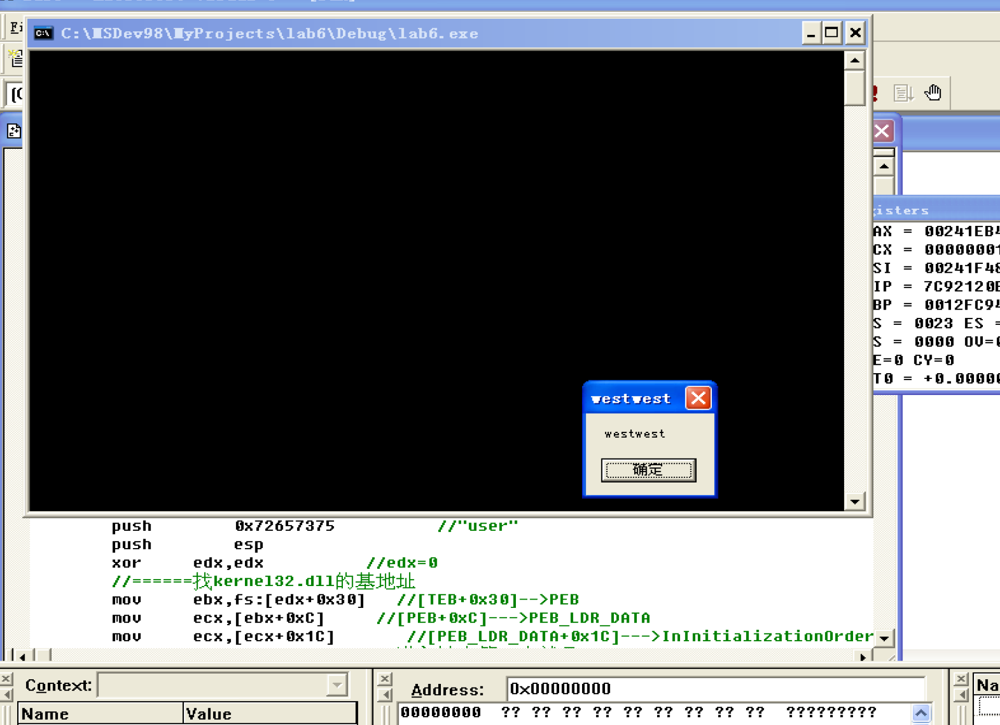 C:\MSDev98\MyProjects\lab6\Debug\lab6.exe
isters
AX = 00241EB4
CX = 00000001
SI = 00241F48
IP = 7C92120E
BP = 0012FC94
S = 0023 ES =
S = 0000 OV=0
E=0 CY=0
T0 = +0.00000
westwest
westwest
确定
push 0x72657375 //"user"
push esp
xor edx,edx //edx=0
//======找kernel32.dll的基地址
mov ebx,fs:[edx+0x30] //[TEB+0x30]-->PEB
mov ecx,[ebx+0xC] //[PEB+0xC]--->PEB_LDR_DATA
mov ecx,[ecx+0x1C] //[PEB_LDR_DATA+0x1C]--->InInitializationOrder
Context:
Name Value
Address: 0x00000000
00000000 ?? ?? ?? ?? ?? ?? ?? ?? ?? ?????????
Na